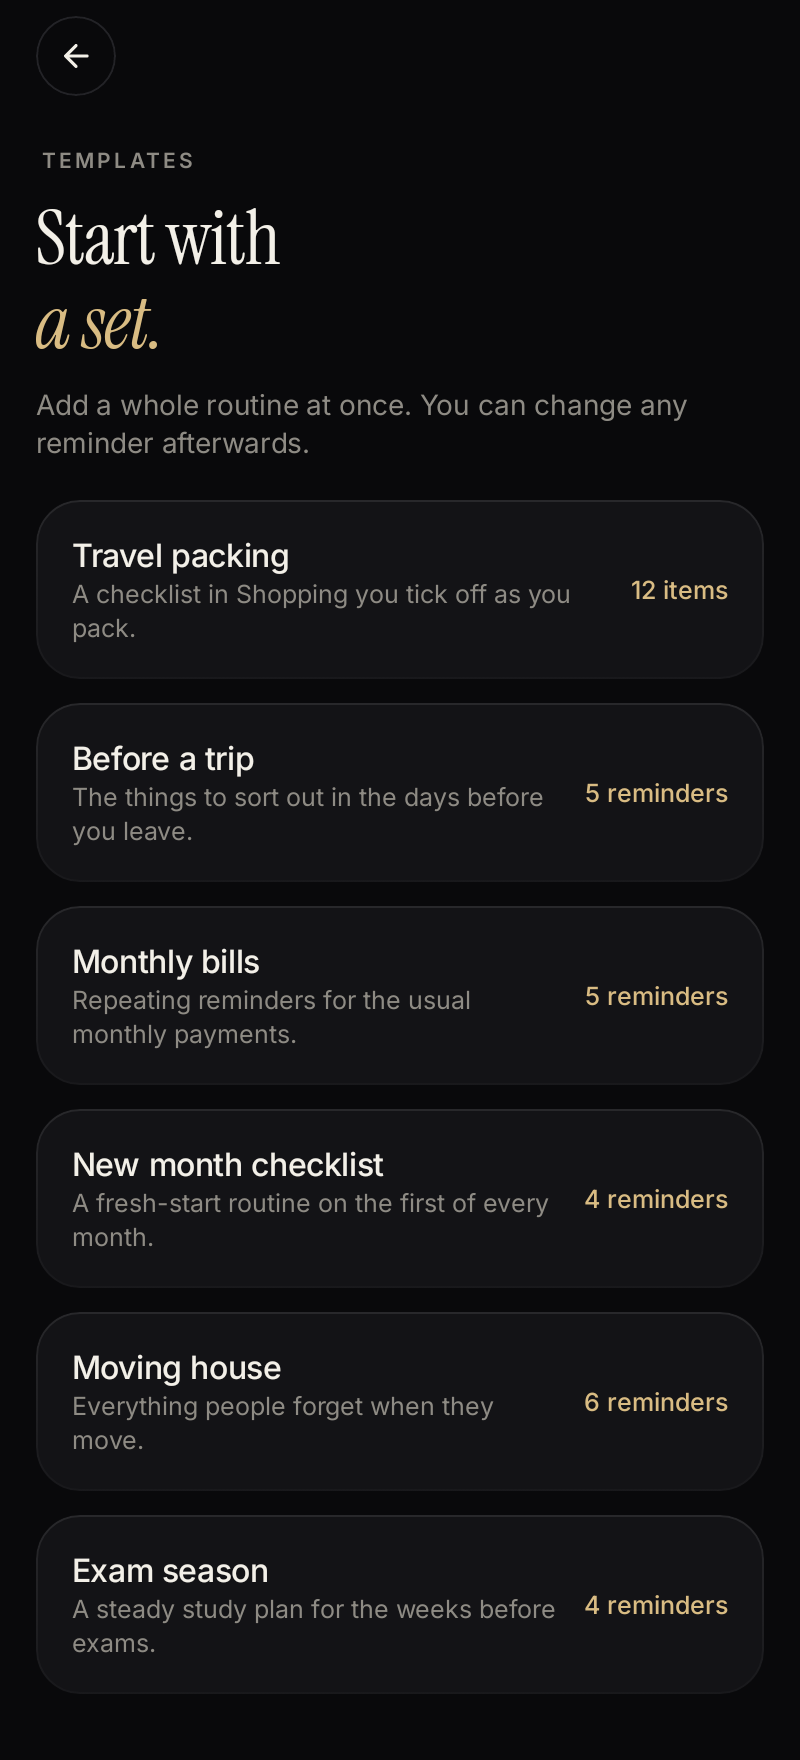 TEMPLATES
Start with
a set.
Add a whole routine at once. You can change any
reminder afterwards.
Travel packing
A checklist in Shopping you tick off as you
pack.
12 items
Before a trip
The things to sort out in the days before
you leave.
5 reminders
Monthly bills
Repeating reminders for the usual
monthly payments.
5 reminders
New month checklist
A fresh-start routine on the first of every
month.
4 reminders
Moving house
Everything people forget when they
move.
6 reminders
Exam season
A steady study plan for the weeks before
exams.
4 reminders